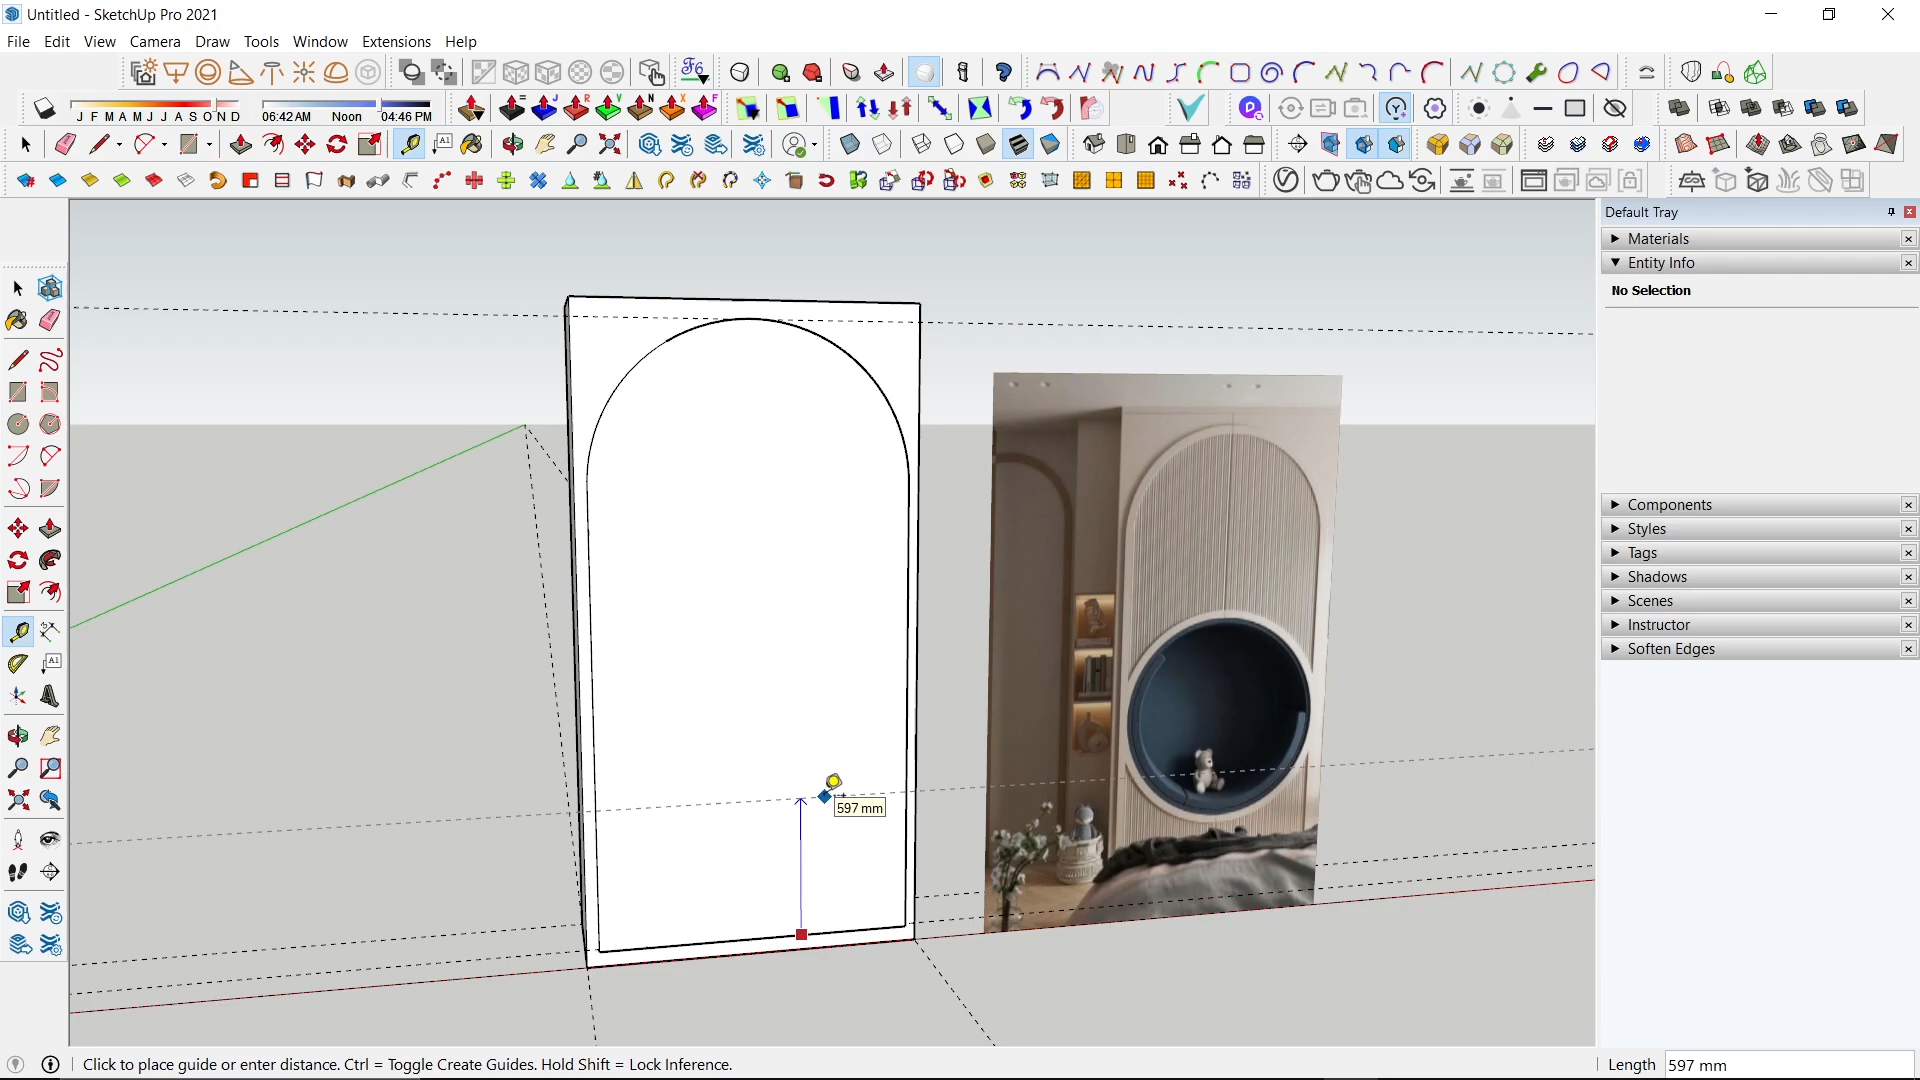 Untitled - SketchUp Pro 2021
File Edit View Camera Draw Tools Window Extensions Help
J F M A M J J A S O N D 06:42 AM Noon 04:46 PM
Default Tray
Materials
Entity Info
No Selection
Components
Styles
Tags
Shadows
Scenes
Instructor
Soften Edges
597 mm
Click to place guide or enter distance. Ctrl = Toggle Create Guides. Hold Shift = Lock Inference.
Length 597 mm